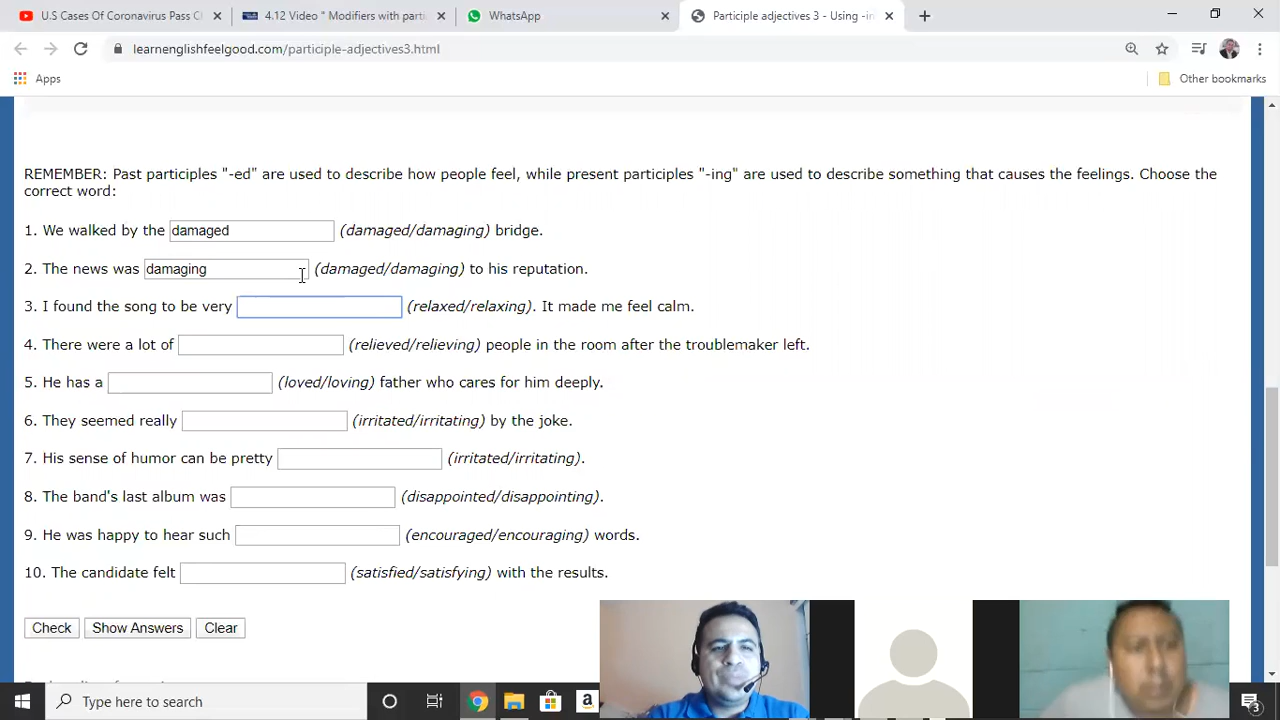 U.S Cases Of Coronavirus Pass C
4.12 Video " Modifiers with part
WhatsApp
Participle adjectives 3 - Using -in
learnenglishfeelgood.com/participle-adjectives3.html
Apps
Other bookmarks
REMEMBER: Past participles "-ed" are used to describe how people feel, while present participles "-ing" are used to describe something that causes the feelings. Choose the
correct word:
1. We walked by the damaged (damaged/damaging) bridge.
2. The news was damaging (damaged/damaging) to his reputation.
3. I found the song to be very (relaxed/relaxing). It made me feel calm.
4. There were a lot of (relieved/relieving) people in the room after the troublemaker left.
5. He has a (loved/loving) father who cares for him deeply.
6. They seemed really (irritated/irritating) by the joke.
7. His sense of humor can be pretty (irritated/irritating).
8. The band's last album was (disappointed/disappointing).
9. He was happy to hear such (encouraged/encouraging) words.
10. The candidate felt (satisfied/satisfying) with the results.
Check Show Answers Clear
Type here to search
3